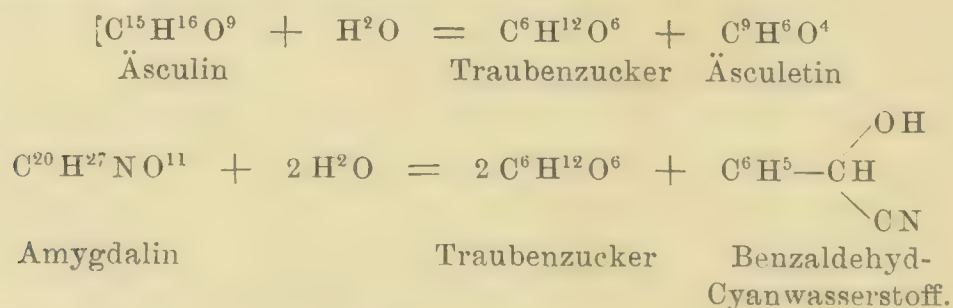 [C¹⁵H¹⁶O⁹ + H²O = C⁶H¹²O⁶ + C⁹H⁶O⁴
Äsculin Traubenzucker Äsculetin
OH
C²⁰H²⁷NO¹¹ + 2 H²O = 2 C⁶H¹²O⁶ + C⁶H⁵—CH
CN
Amygdalin Traubenzucker Benzaldehyd-
Cyanwasserstoff.